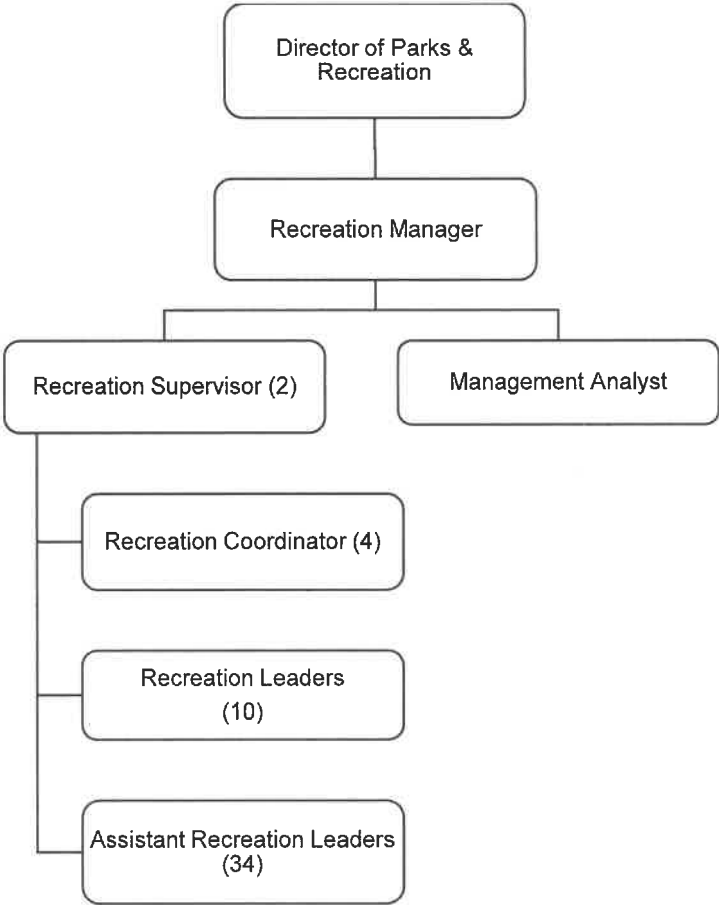 Director of Parks &
Recreation
Recreation Manager
Recreation Supervisor (2)
Management Analyst
Recreation Coordinator (4)
Recreation Leaders
(10)
Assistant Recreation Leaders
(34)